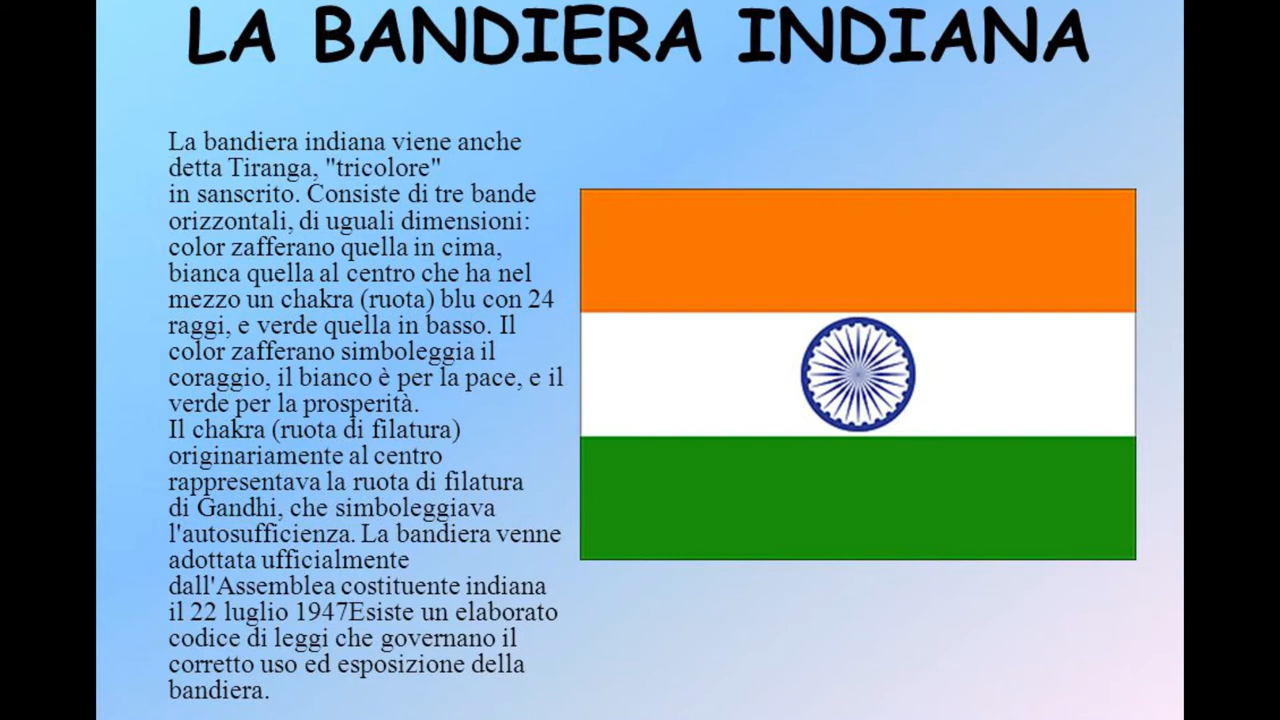 LA BANDIERA INDIANA
La bandiera indiana viene anche
detta Tiranga, "tricolore"
in sanscrito. Consiste di tre bande
orizzontali, di uguali dimensioni:
color zafferano quella in cima,
bianca quella al centro che ha nel
mezzo un chakra (ruota) blu con 24
raggi, e verde quella in basso. Il
color zafferano simboleggia il
coraggio, il bianco è per la pace, e il
verde per la prosperità.
Il chakra (ruota di filatura)
originariamente al centro
rappresentava la ruota di filatura
di Gandhi, che simboleggiava
l'autosufficienza. La bandiera venne
adottata ufficialmente
dall'Assemblea costituente indiana
il 22 luglio 1947Esiste un elaborato
codice di leggi che governano il
corretto uso ed esposizione della
bandiera.